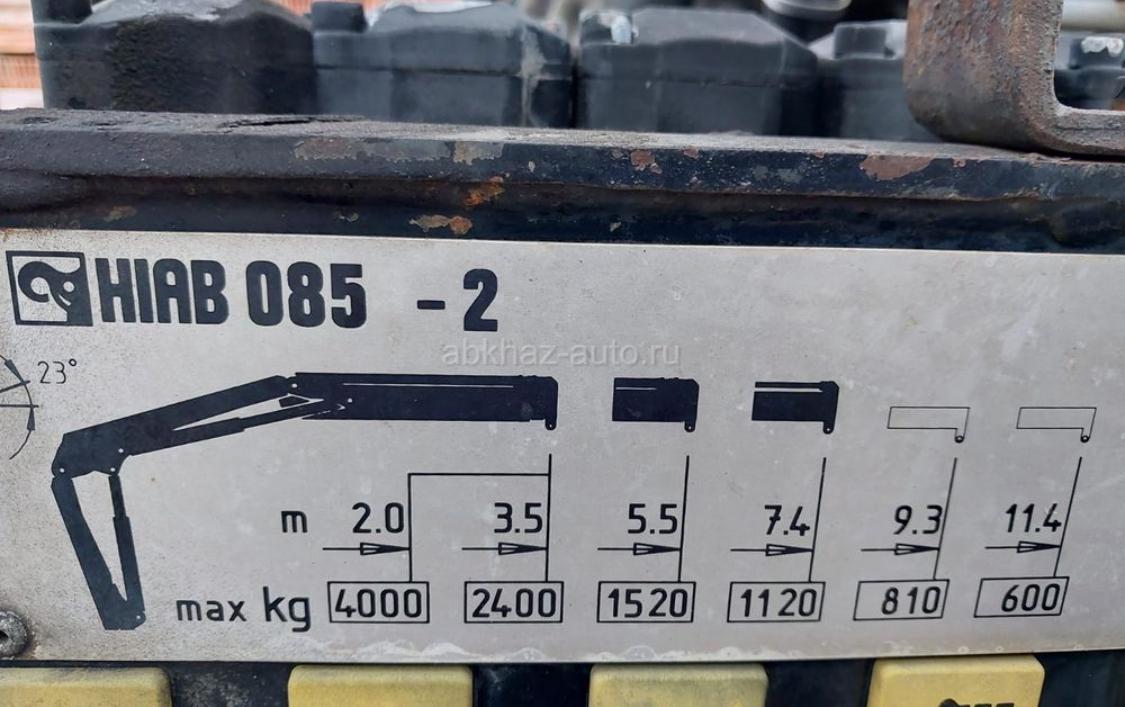 HIAB 085 -2
abkhaz-auto.ru
23°
m 2.0 3.5 5.5 7.4 9.3 11.4
max kg 4000 2400 1520 1120 810 600